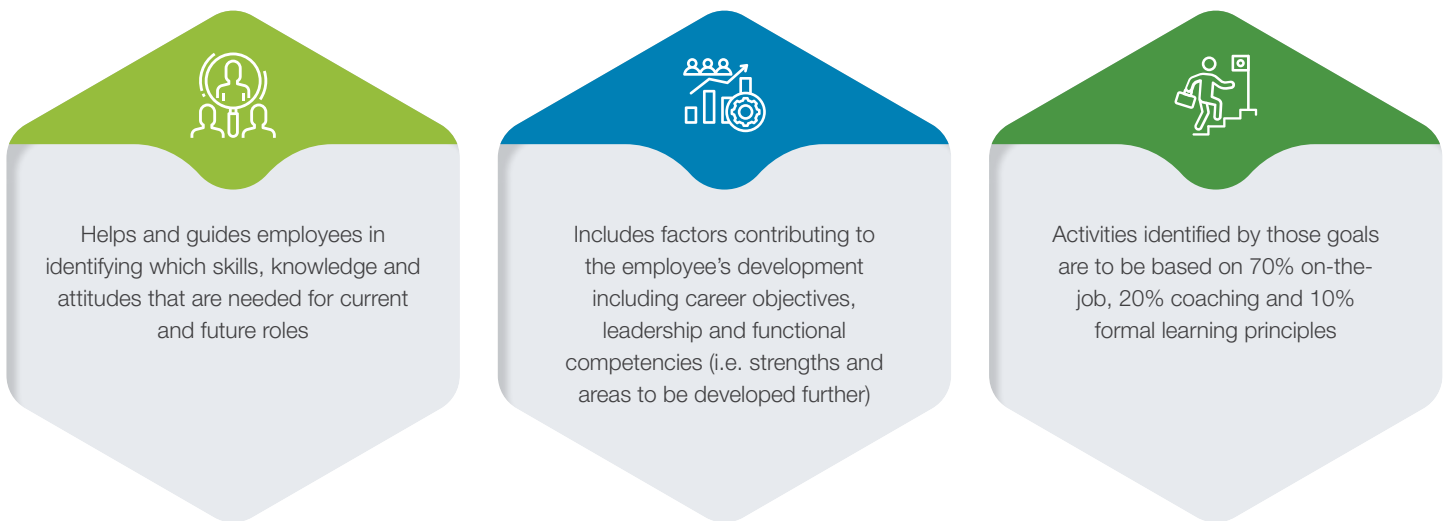 Helps and guides employees in
identifying which skills, knowledge and
attitudes that are needed for current
and future roles
Includes factors contributing to
the employee’s development
including career objectives,
leadership and functional
competencies (i.e. strengths and
areas to be developed further)
Activities identified by those goals
are to be based on 70% on-the-
job, 20% coaching and 10%
formal learning principles